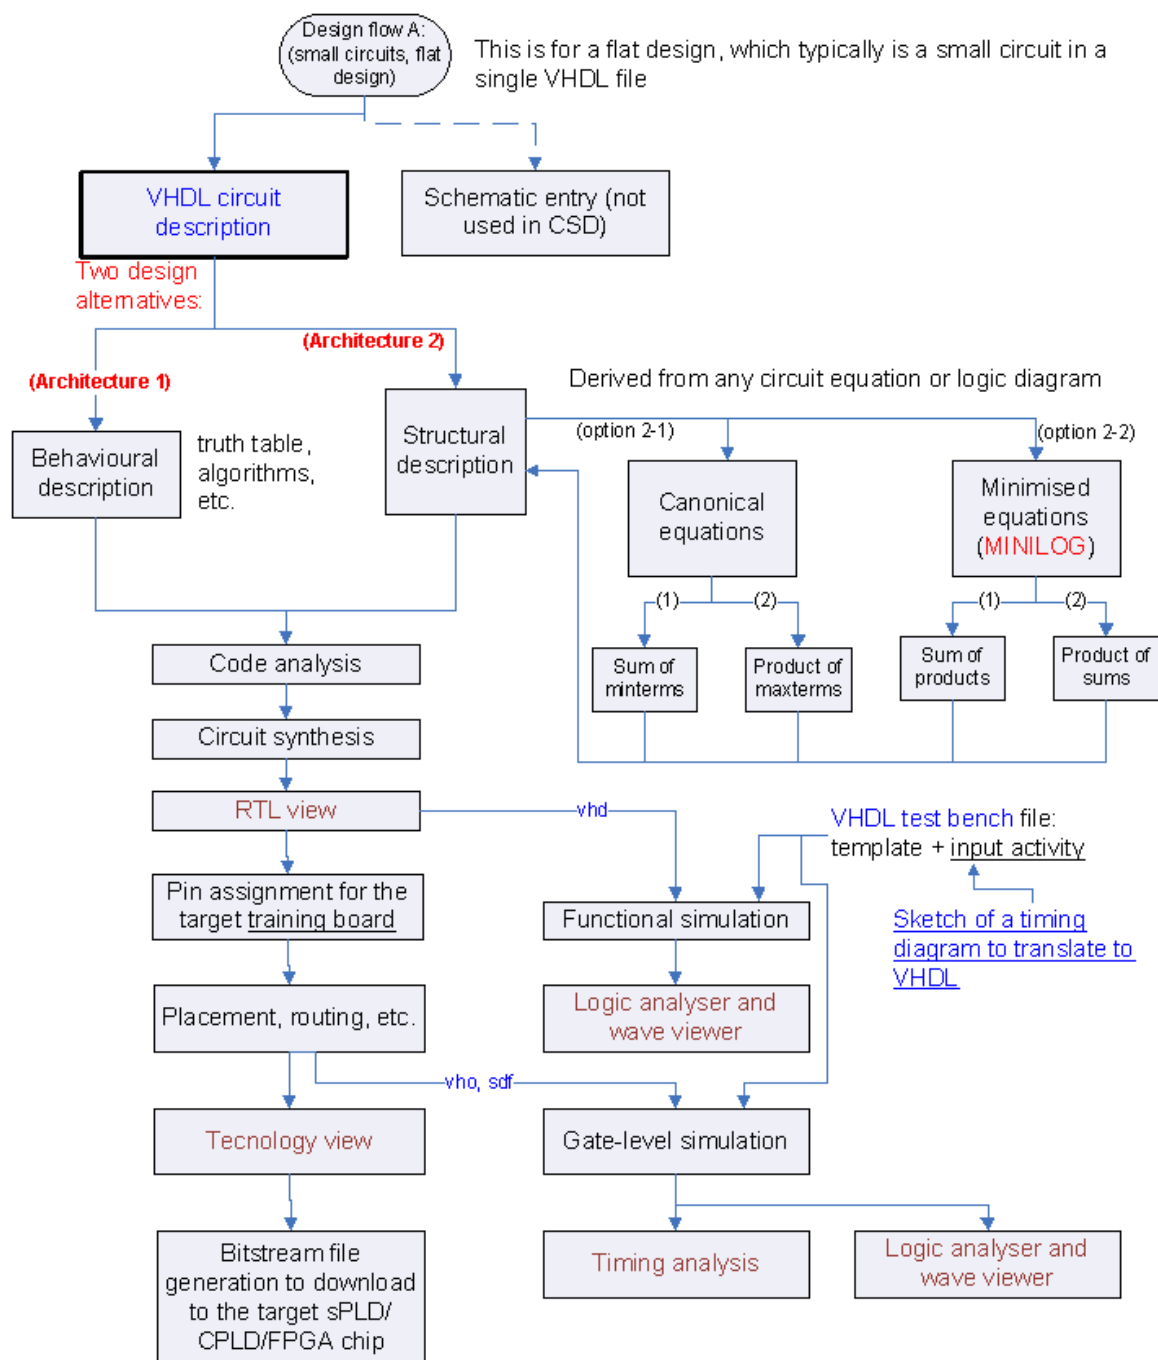 Design flow A:
(small circuits, flat
design)
This is for a flat design, which typically is a small circuit in a
single VHDL file
VHDL circuit
description
Schematic entry (not
used in CSD)
Two design
alternatives:
(Architecture 2)
(Architecture 1)
Derived from any circuit equation or logic diagram
Behavioural
description
truth table,
algorithms,
etc.
Structural
description
(option 2-1)
(option 2-2)
Canonical
equations
Minimised
equations
(MINILOG)
(1)
(2)
(1)
(2)
Sum of
minterms
Product of
maxterms
Sum of
products
Product of
sums
Code analysis
Circuit synthesis
RTL view
vhd
VHDL test bench file:
template + input activity
Pin assignment for the
target training board
Functional simulation
Sketch of a timing
diagram to translate to
VHDL
Placement, routing, etc.
Logic analyser and
wave viewer
vho, sdf
Tecnology view
Gate-level simulation
Bitstream file
generation to download
to the target sPLD/
CPLD/FPGA chip
Timing analysis
Logic analyser and
wave viewer